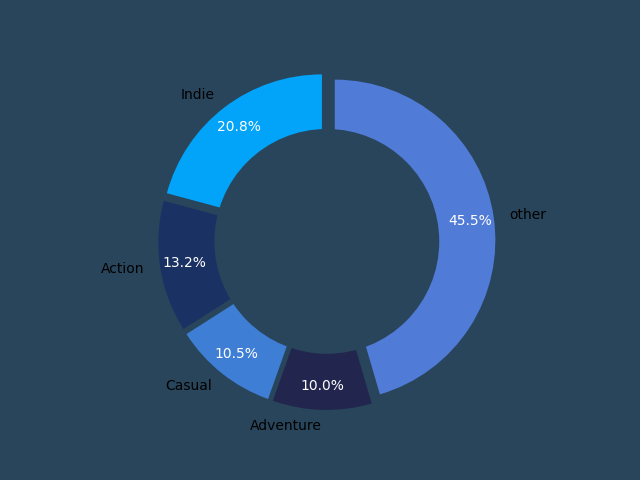 Indie
20.8%
45.5%
other
13.2%
Action
10.5%
Casual
10.0%
Adventure